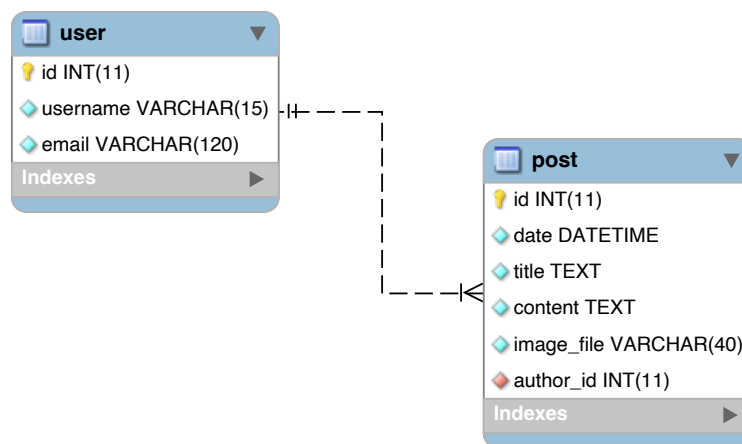 user
id INT(11)
username VARCHAR(15)
email VARCHAR(120)
Indexes
post
id INT(11)
date DATETIME
title TEXT
content TEXT
image_file VARCHAR(40)
author_id INT(11)
Indexes